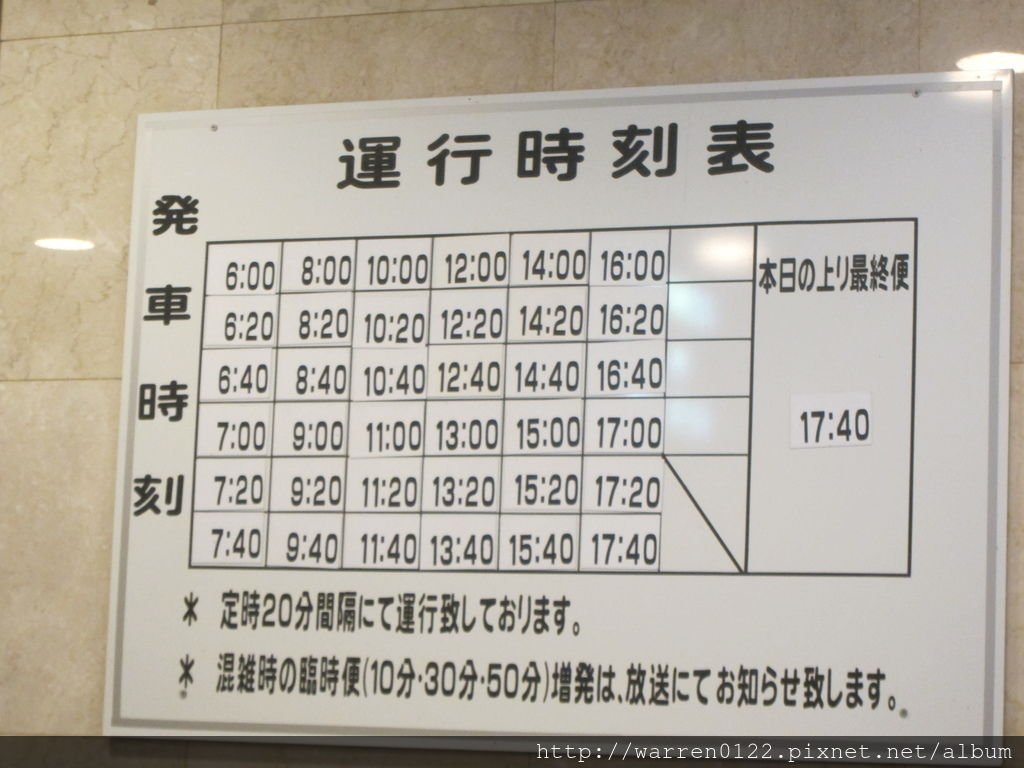 運行時刻表
発車時刻
6:00 8:00 10:00 12:00 14:00 16:00
6:20 8:20 10:20 12:20 14:20 16:20
6:40 8:40 10:40 12:40 14:40 16:40
7:00 9:00 11:00 13:00 15:00 17:00
7:20 9:20 11:20 13:20 15:20 17:20
7:40 9:40 11:40 13:40 15:40 17:40
本日の上り最終便
17:40
* 定時20分間隔にて運行致しております。
* 混雑時の臨時便(10分・30分・50分)増発は、放送にてお知らせ致します。
http://warren0122.pixnet.net/album